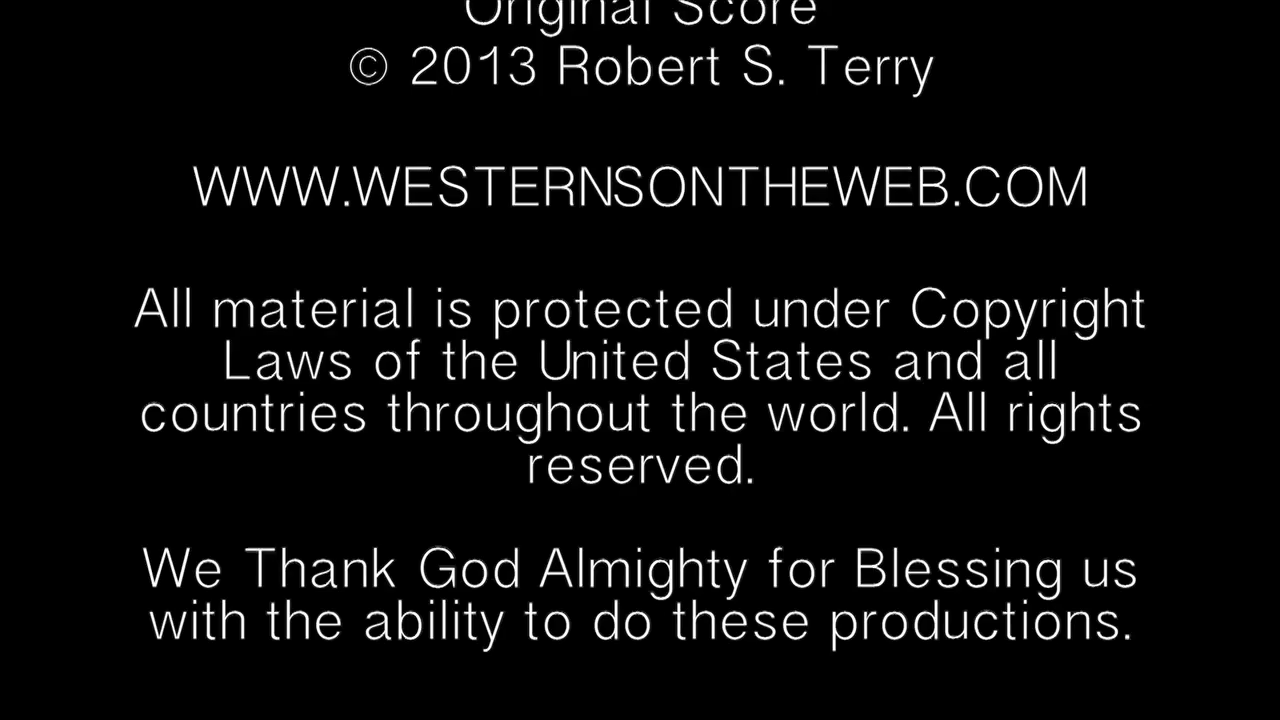 Original Score
© 2013 Robert S. Terry
WWW.WESTERNSONTHEWEB.COM
All material is protected under Copyright
Laws of the United States and all
countries throughout the world. All rights
reserved.
We Thank God Almighty for Blessing us
with the ability to do these productions.